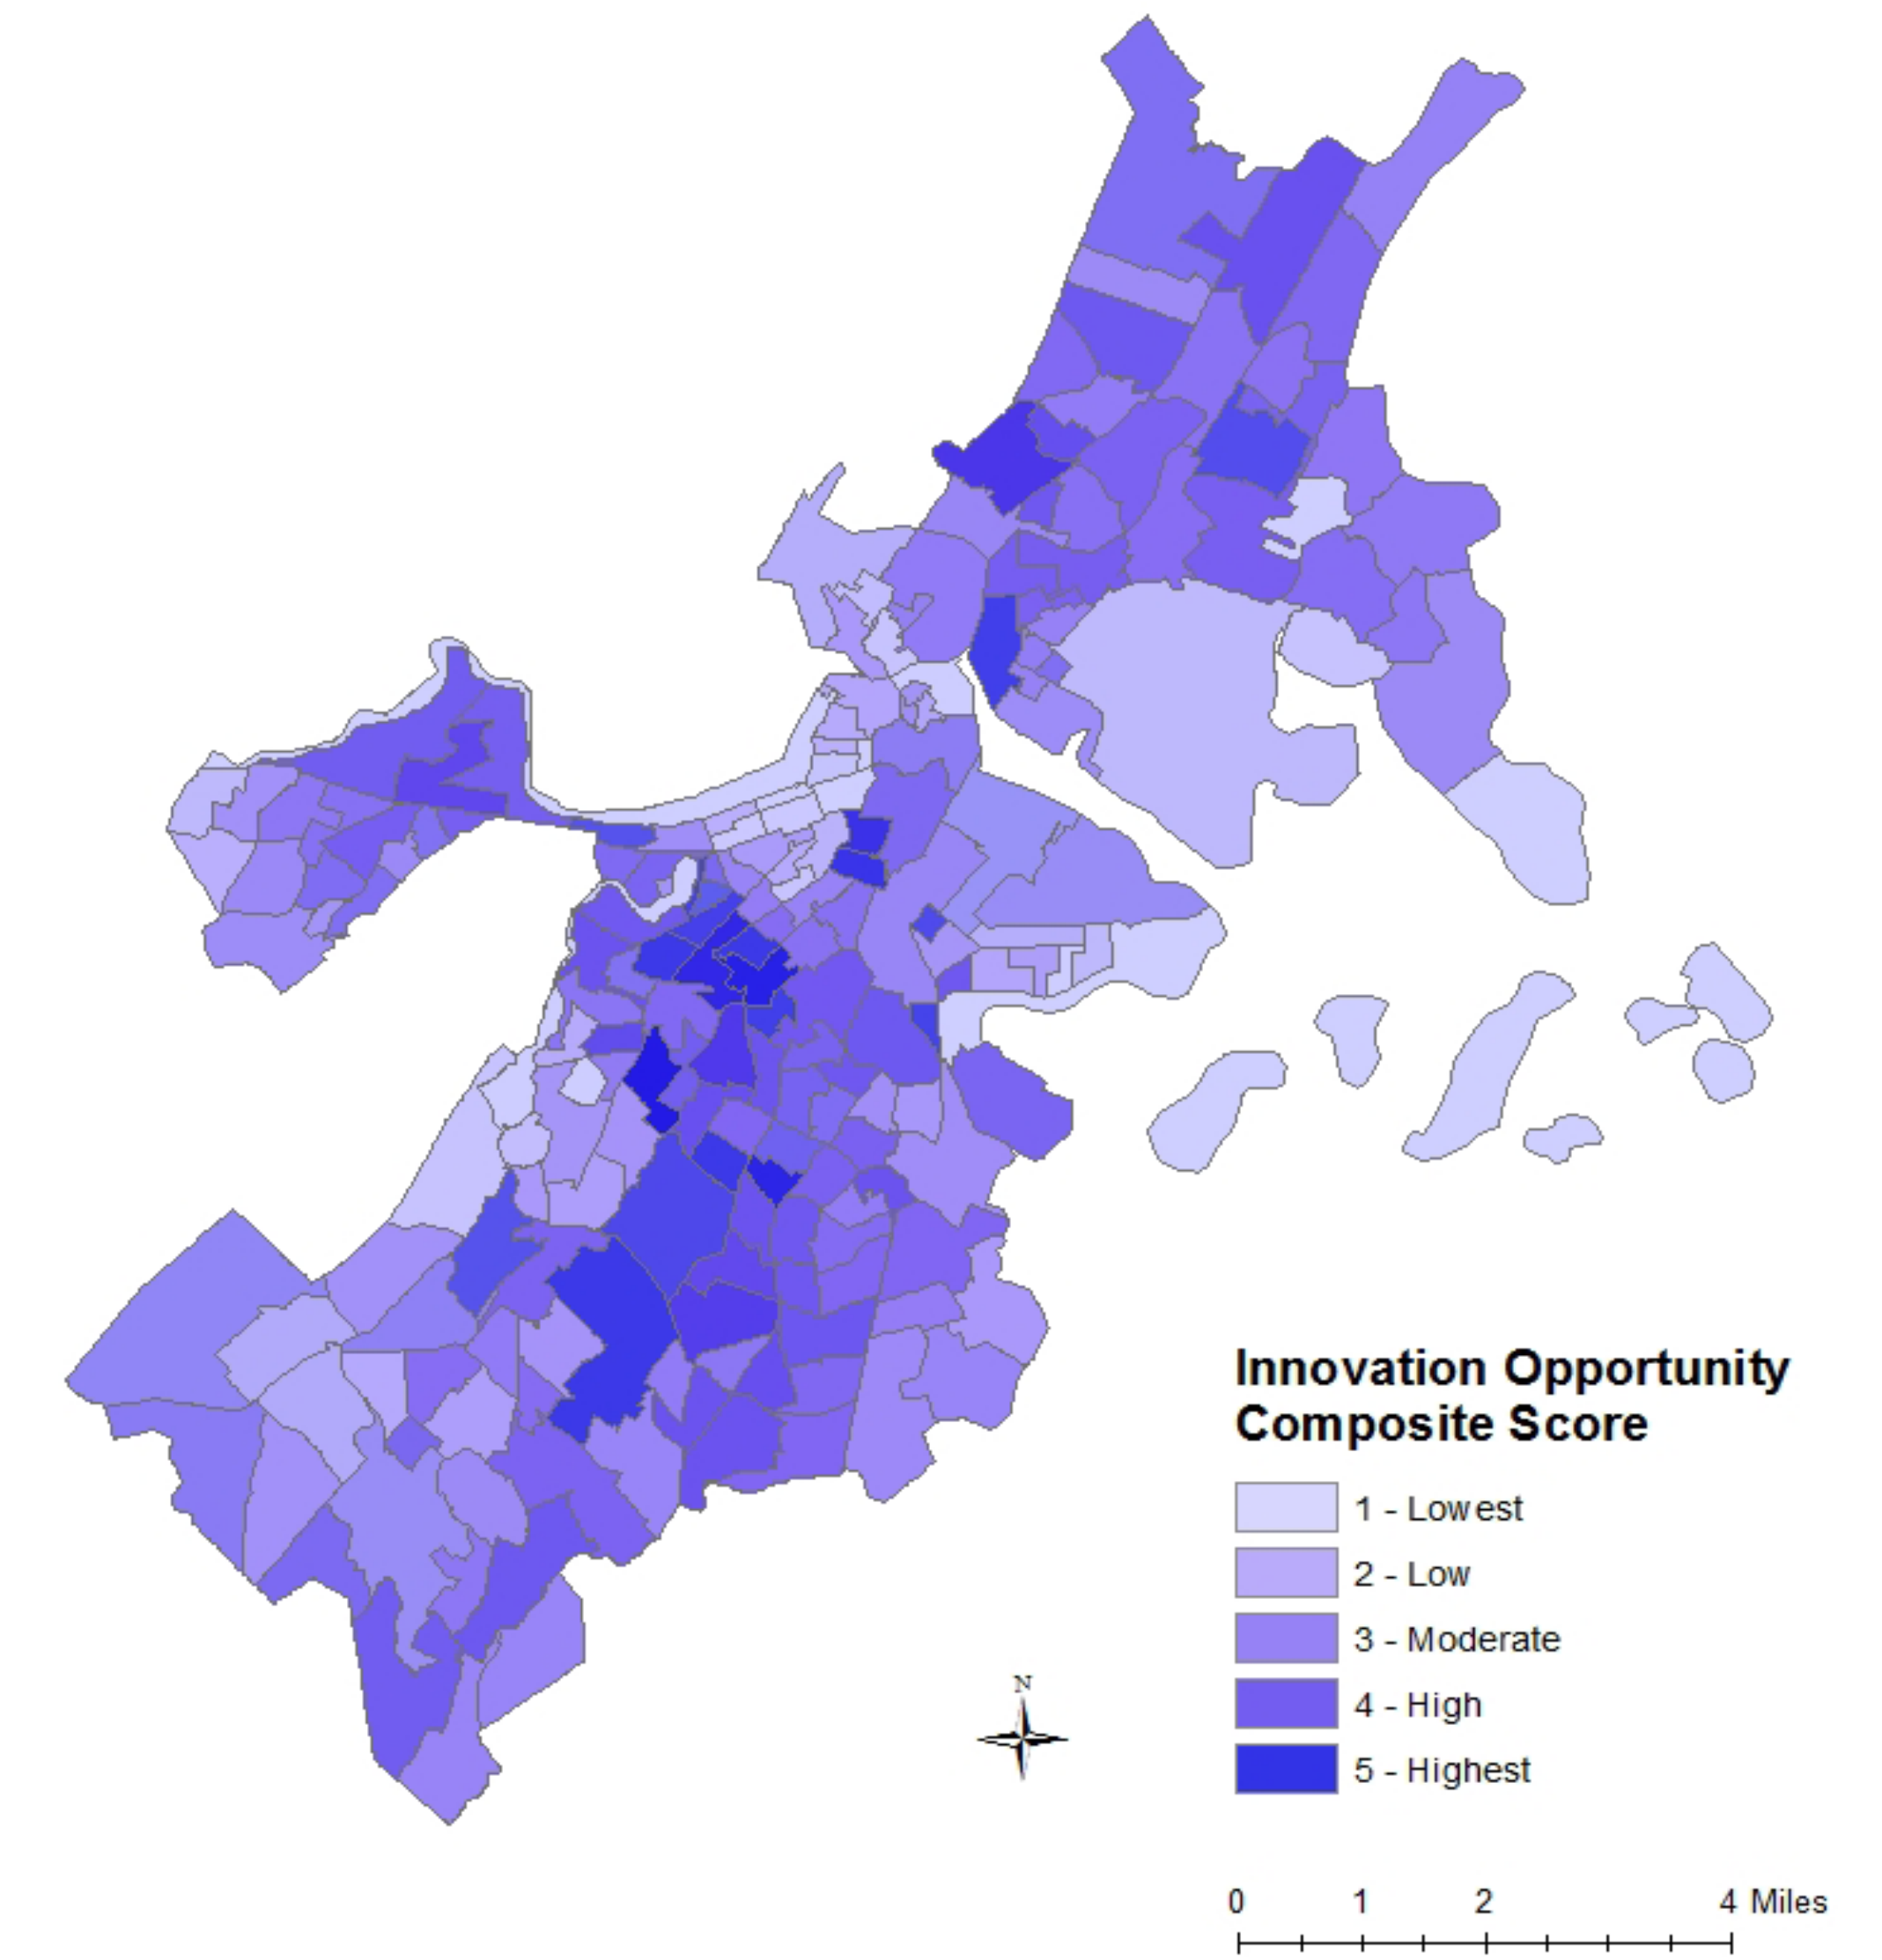 Innovation Opportunity
Composite Score
1 - Lowest
2 - Low
3 - Moderate
4 - High
5 - Highest
N
0 1 2 4 Miles